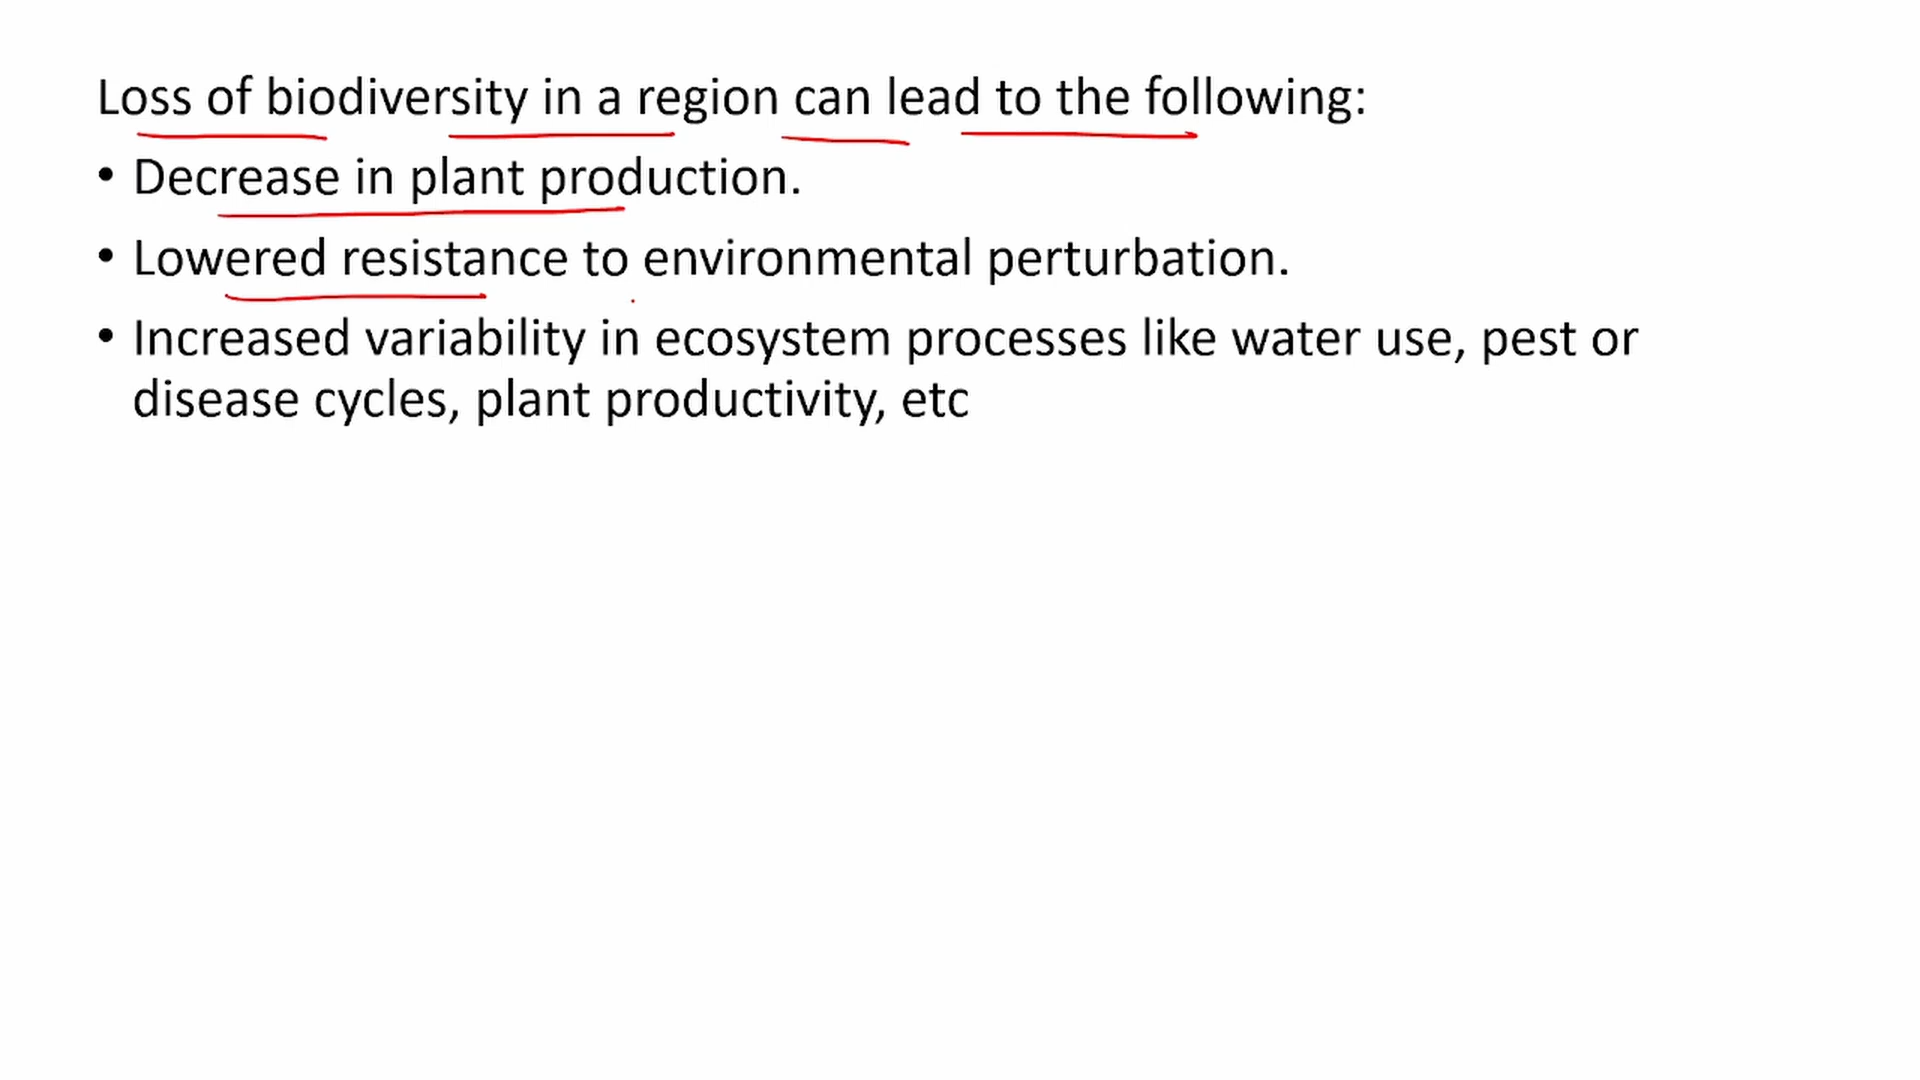 Loss of biodiversity in a region can lead to the following:
• Decrease in plant production.
• Lowered resistance to environmental perturbation.
• Increased variability in ecosystem processes like water use, pest or
disease cycles, plant productivity, etc